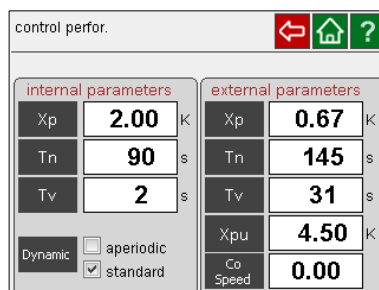 control perfor.
?
internal parameters
Xp 2.00 K
Tn 90 s
Tv 2 s
Dynamic
aperiodic
standard
external parameters
Xp 0.67 K
Tn 145 s
Tv 31 s
Xpu 4.50 K
Co
Speed 0.00